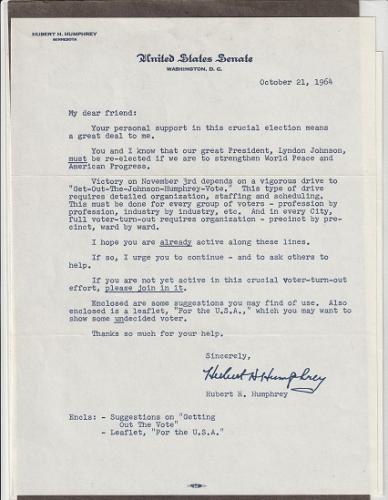 HUBERT H. HUMPHREY
MINNESOTA
United States Senate
WASHINGTON, D. C.
October 21, 1964
My dear friend:
Your personal support in this crucial election means
a great deal to me.
You and I know that our great President, Lyndon Johnson,
must be re-elected if we are to strengthen World Peace and
American Progress.
Victory on November 3rd depends on a vigorous drive to
"Get-Out-The-Johnson-Humphrey-Vote." This type of drive
requires detailed organization, staffing and scheduling.
This must be done for every group of voters - profession by
profession, industry by industry, etc. And in every City,
full voter-turn-out requires organization - precinct by pre-
cinct, ward by ward.
I hope you are already active along these lines.
If so, I urge you to continue - and to ask others to
help.
If you are not yet active in this crucial voter-turn-out
effort, please join in it.
Enclosed are some suggestions you may find of use. Also
enclosed is a leaflet, "For the U.S.A.," which you may want to
show some undecided voter.
Thanks so much for your help.
Sincerely,
Hubert H Humphrey
Hubert H. Humphrey
Encls: - Suggestions on "Getting
Out The Vote"
- Leaflet, "For the U.S.A."